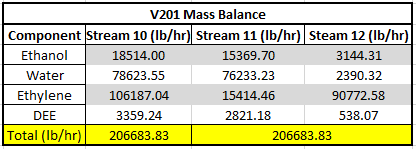 V201 Mass Balance
Component Stream 10 (lb/hr) Stream 11 (lb/hr) Steam 12 (lb/hr)
Ethanol 18514.00 15369.70 3144.31
Water 78623.55 76233.23 2390.32
Ethylene 106187.04 15414.46 90772.58
DEE 3359.24 2821.18 538.07
Total (lb/hr) 206683.83 206683.83